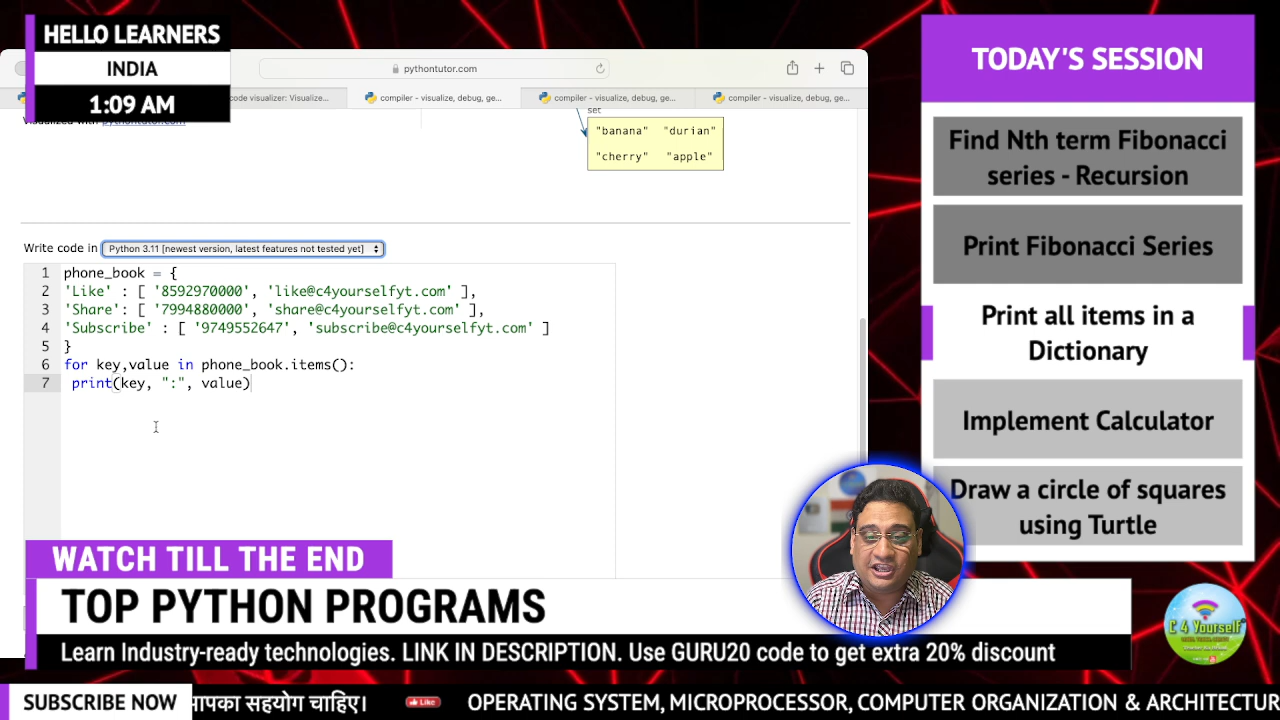 HELLO LEARNERS
INDIA
1:09 AM
pythontutor.com
code visualizer: Visualize...
compiler - visualize, debug, ge...
compiler - visualize, debug, ge...
compiler - visualize, debug, ge...
Visualized with pythontutor.com
set
"banana" "durian"
"cherry" "apple"
Write code in Python 3.11 [newest version, latest features not tested yet]
1 phone_book = {
2 'Like' : [ '8592970000', 'like@c4yourselfyt.com' ],
3 'Share': [ '7994880000', 'share@c4yourselfyt.com' ],
4 'Subscribe' : [ '9749552647', 'subscribe@c4yourselfyt.com' ]
5 }
6 for key,value in phone_book.items():
7 print(key, ":", value)
TODAY'S SESSION
Find Nth term Fibonacci
series - Recursion
Print Fibonacci Series
Print all items in a
Dictionary
Implement Calculator
Draw a circle of squares
using Turtle
WATCH TILL THE END
TOP PYTHON PROGRAMS
Learn Industry-ready technologies. LINK IN DESCRIPTION. Use GURU20 code to get extra 20% discount
C 4 Yourself
SUBSCRIBE NOW
आपका सहयोग चाहिए।
Like
OPERATING SYSTEM, MICROPROCESSOR, COMPUTER ORGANIZATION & ARCHITECTUR